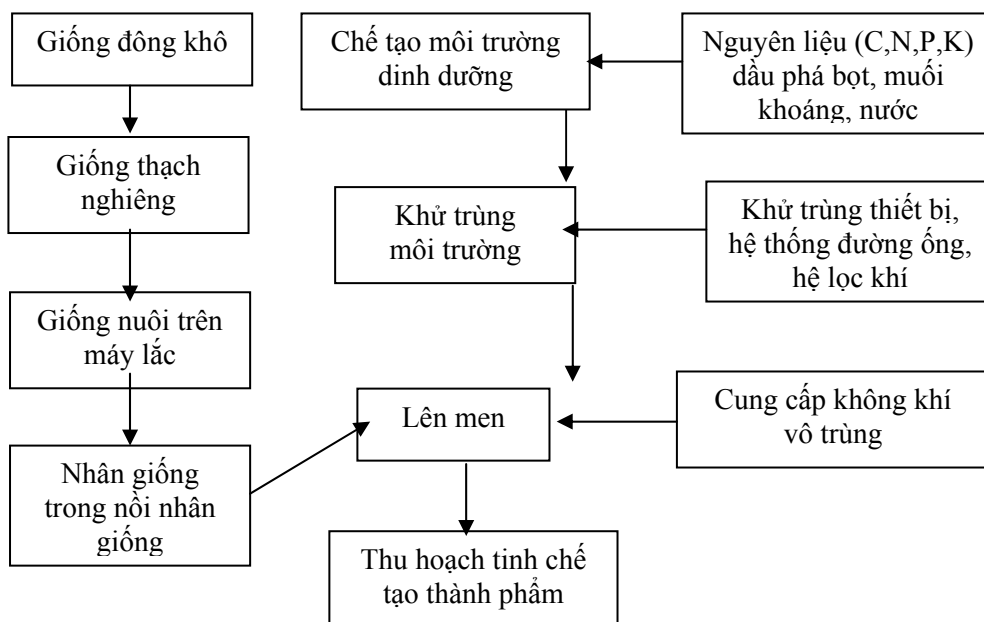 Giống đông khô
Giống thạch
nghiêng
Giống nuôi trên
máy lắc
Nhân giống
trong nồi nhân
giống
Chế tạo môi trường
dinh dưỡng
Khử trùng
môi trường
Lên men
Thu hoạch tinh chế
tạo thành phẩm
Nguyên liệu (C,N,P,K)
dầu phá bọt, muối
khoáng, nước
Khử trùng thiết bị,
hệ thống đường ống,
hệ lọc khí
Cung cấp không khí
vô trùng